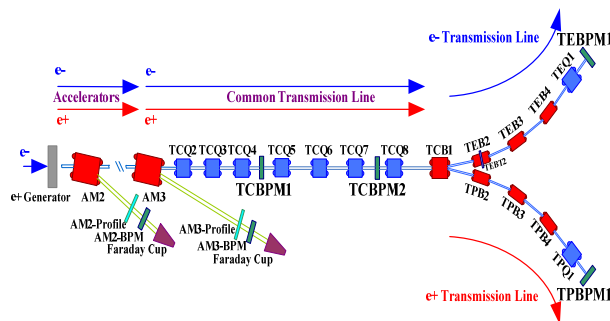 TEBPM1
e- Transmission Line
TEQ1
e-
e-
TEB4
Accelerators
Common Transmission Line
TEB3
e+
e+
TEB2
TCQ2
TCQ3
TCQ4
TCQ5
TCQ6
TCQ7
TCQ8
TCB1
TEBT2
e-
TCBPM1
TCBPM2
TPB2
e+ Generator
AM2
AM3
TPB3
AM2-Profile
AM2-BPM
Faraday Cup
AM3-Profile
AM3-BPM
Faraday Cup
TPB4
TPQ1
TPBPM1
e+ Transmission Line